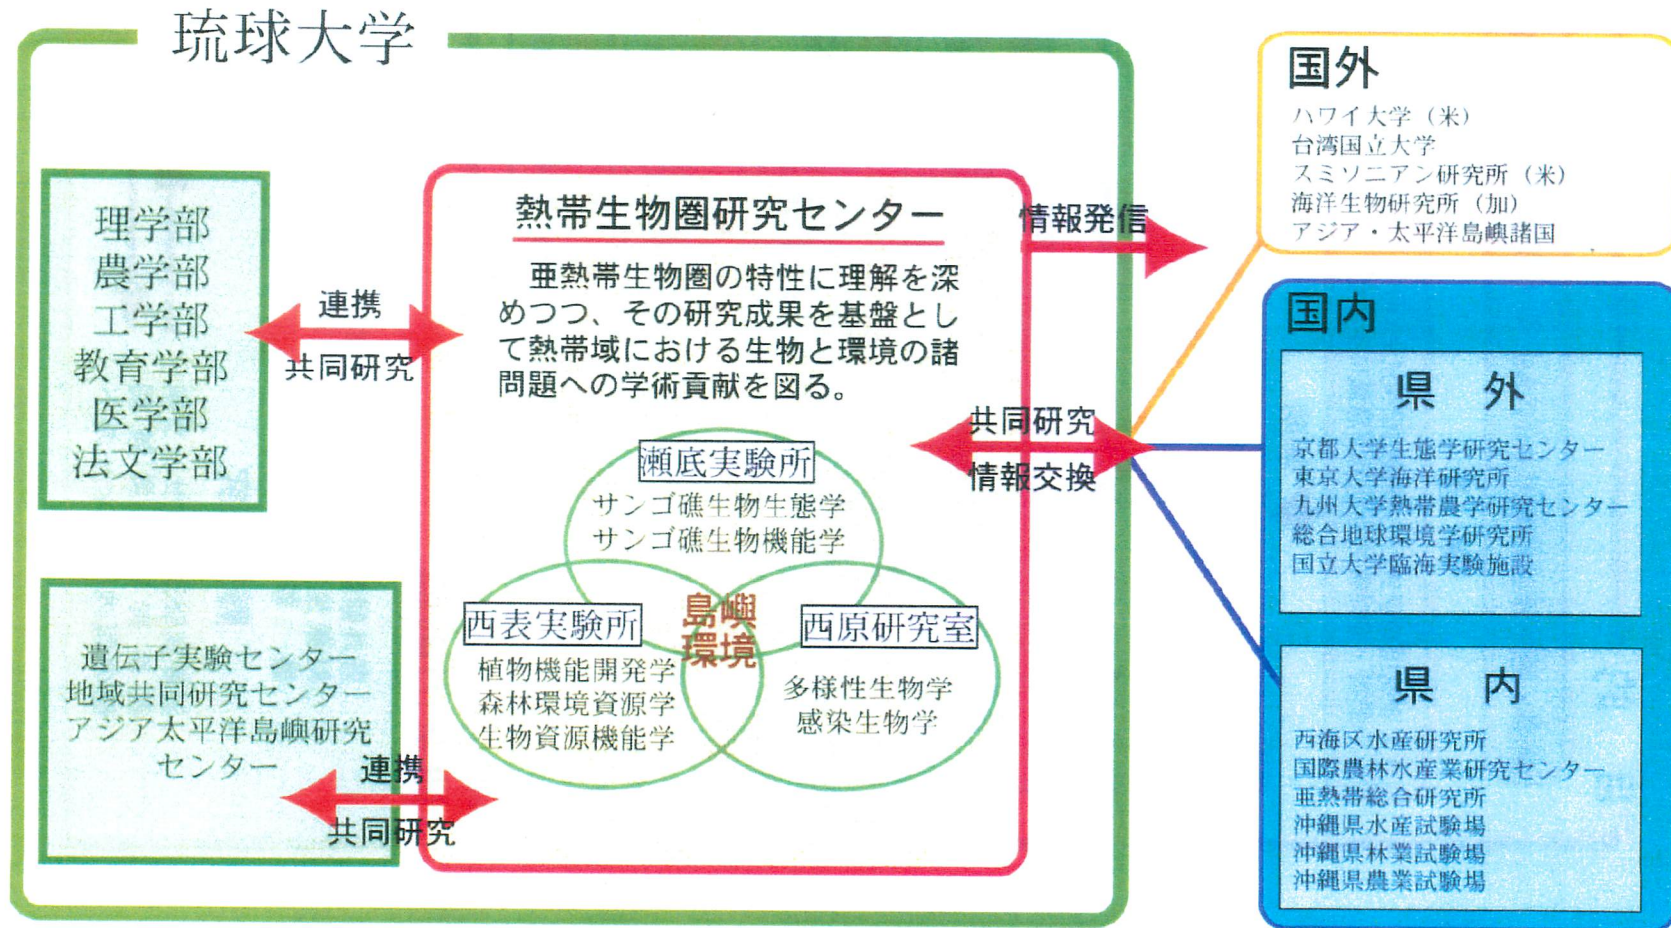 琉球大学
理学部
農学部
工学部
教育学部
医学部
法文学部
連携
共同研究
遺伝子実験センター
地域共同研究センター
アジア太平洋島嶼研究
センター
連携
共同研究
熱帯生物圏研究センター
亜熱帯生物圏の特性に理解を深
めつつ、その研究成果を基盤とし
て熱帯域における生物と環境の諸
問題への学術貢献を図る。
瀬底実験所
サンゴ礁生物生態学
サンゴ礁生物機能学
島嶼
環境
西表実験所
植物機能開発学
森林環境資源学
生物資源機能学
西原研究室
多様性生物学
感染生物学
情報発信
共同研究
情報交換
国外
ハワイ大学（米）
台湾国立大学
スミソニアン研究所（米）
海洋生物研究所（加）
アジア・太平洋島嶼諸国
国内
県　外
京都大学生態学研究センター
東京大学海洋研究所
九州大学熱帯農学研究センター
総合地球環境学研究所
国立大学臨海実験施設
県　内
西海区水産研究所
国際農林水産業研究センター
亜熱帯総合研究所
沖縄県水産試験場
沖縄県林業試験場
沖縄県農業試験場